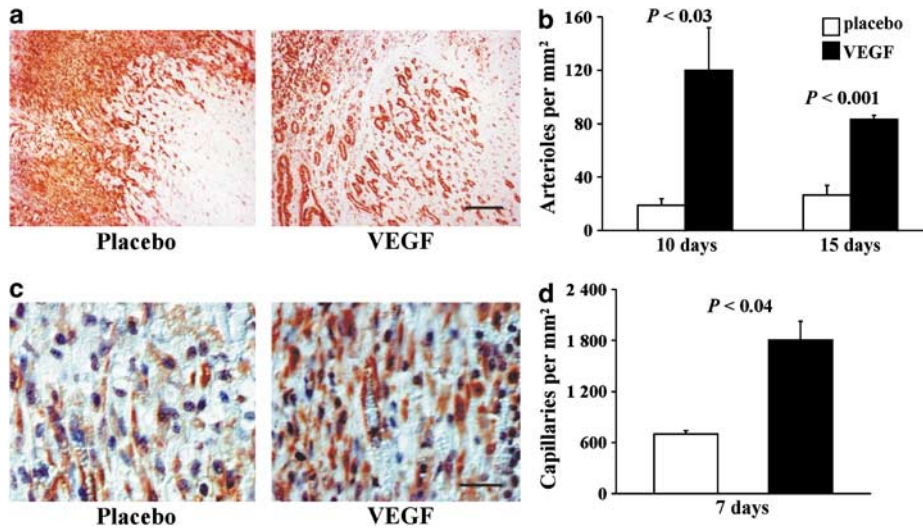 a
Placebo
VEGF
b
Arterioles per mm²
160
120
80
40
0
P < 0.03
P < 0.001
placebo
VEGF
10 days
15 days
c
Placebo
VEGF
d
Capillaries per mm²
2 400
1 800
1 200
600
0
P < 0.04
7 days